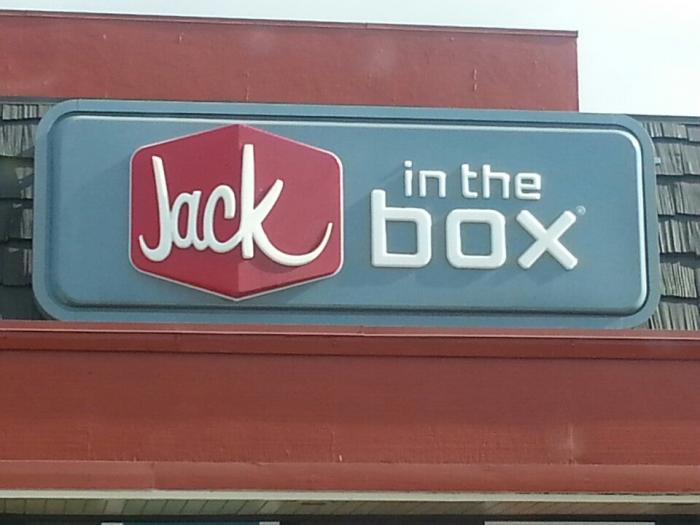 Jack
in the
box®